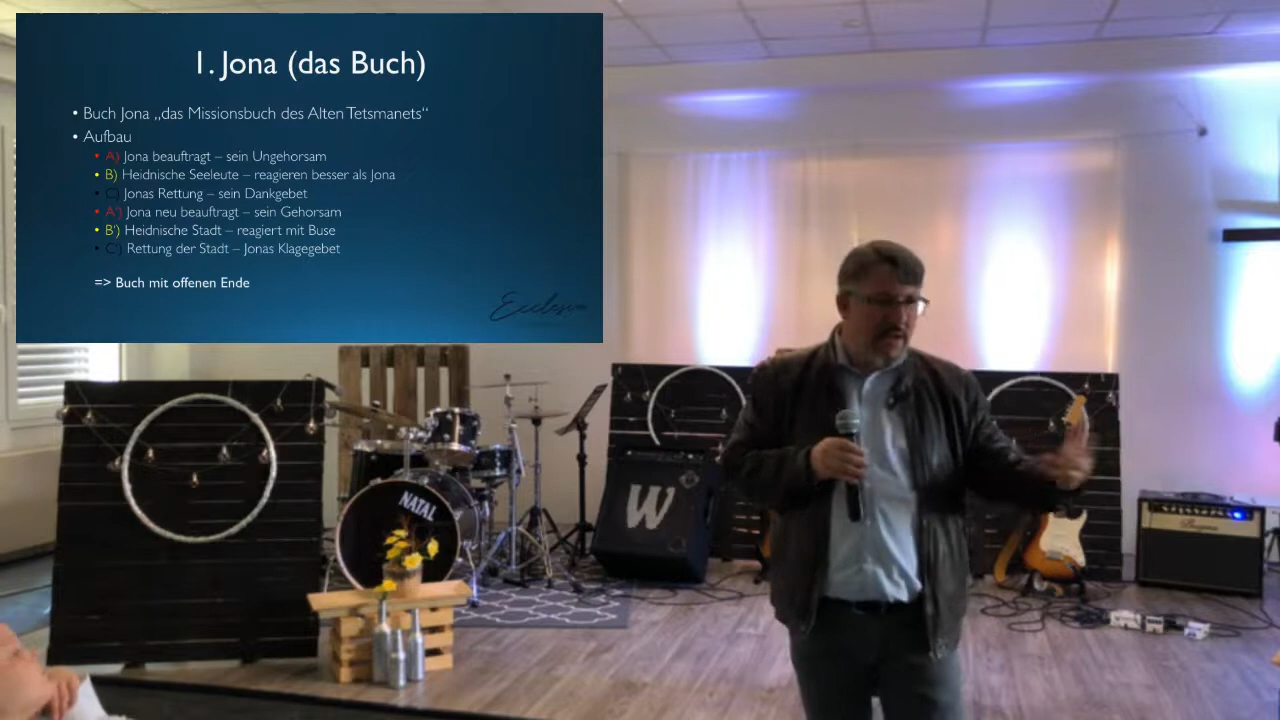 1. Jona (das Buch)
• Buch Jona „das Missionsbuch des Alten Tetsmanets“
• Aufbau
• A) Jona beauftragt – sein Ungehorsam
• B) Heidnische Seeleute – reagieren besser als Jona
• C) Jonas Rettung – sein Dankgebet
• A') Jona neu beauftragt – sein Gehorsam
• B') Heidnische Stadt – reagiert mit Buse
• C') Rettung der Stadt – Jonas Klagegebet
=> Buch mit offenen Ende
NATAL
W